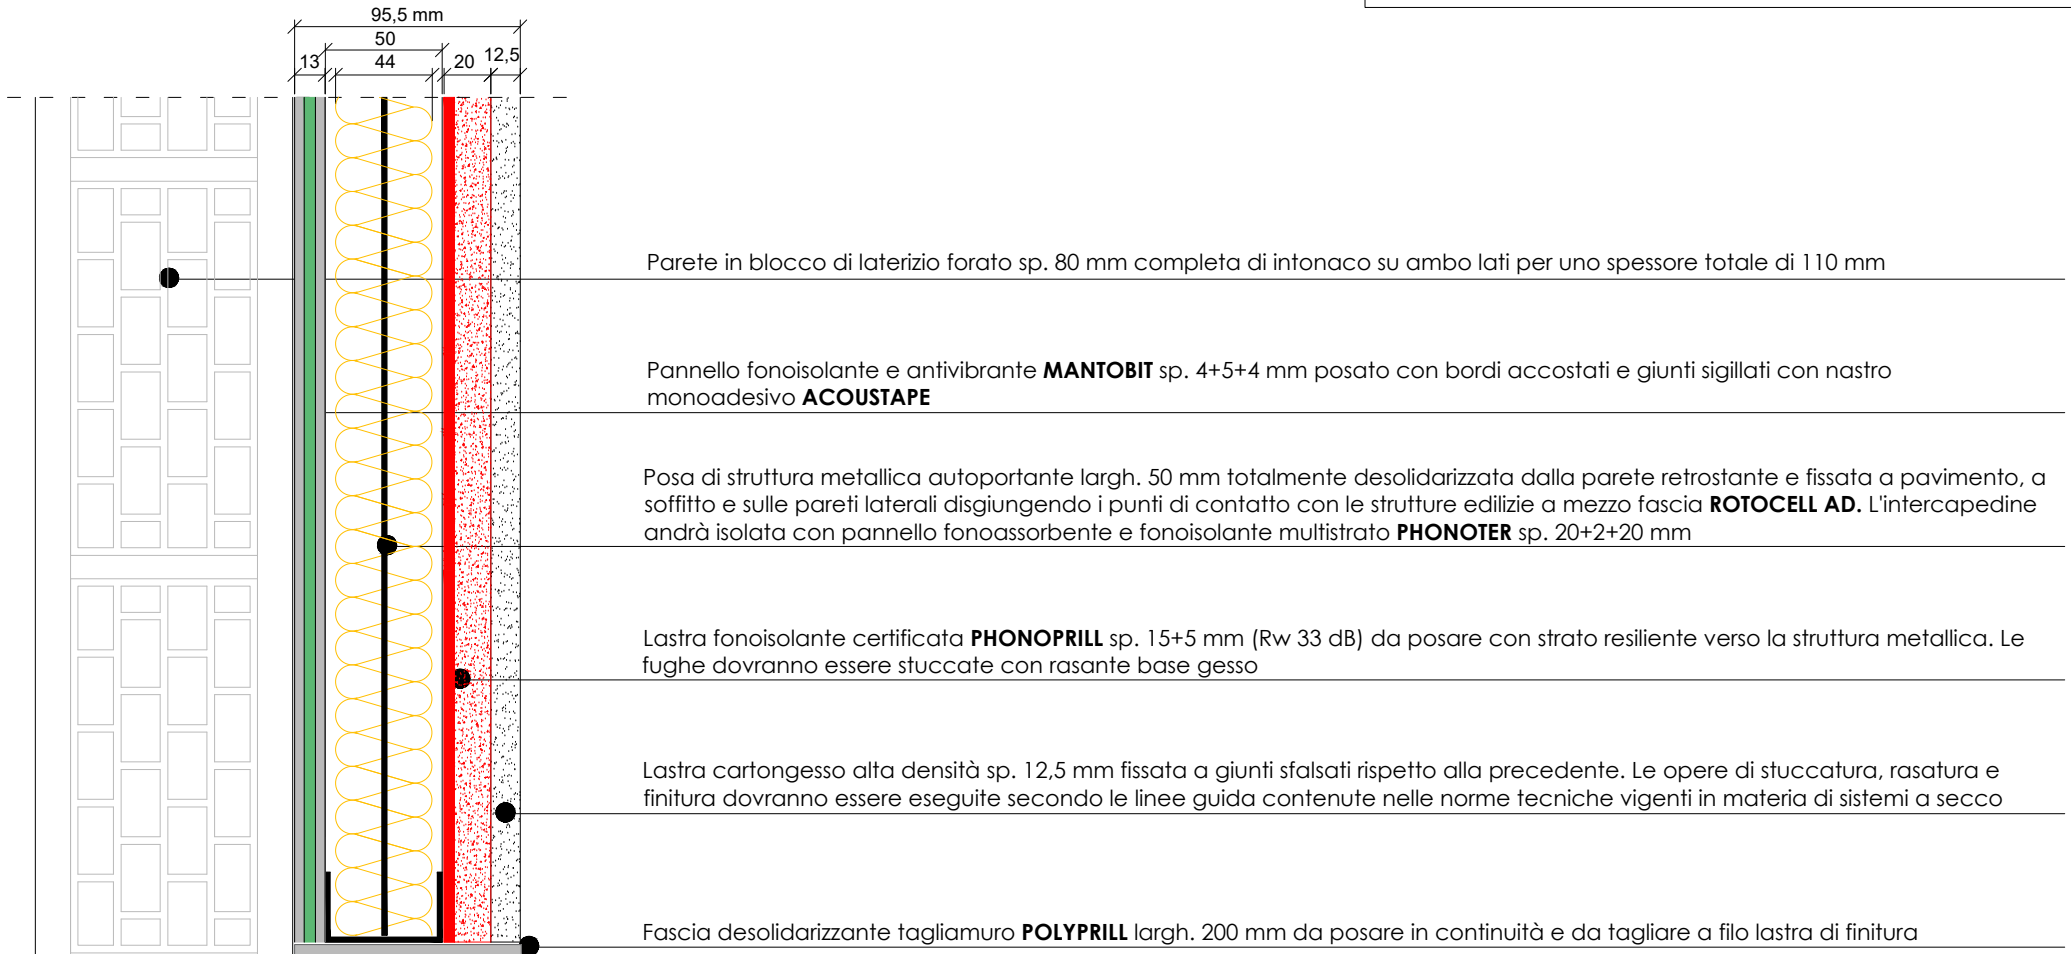 95,5 mm
50
13 44 20 12,5
Parete in blocco di laterizio forato sp. 80 mm completa di intonaco su ambo lati per uno spessore totale di 110 mm
Pannello fonoisolante e antivibrante MANTOBIT sp. 4+5+4 mm posato con bordi accostati e giunti sigillati con nastro
monoadesivo ACOUSTAPE
Posa di struttura metallica autoportante largh. 50 mm totalmente desolidarizzata dalla parete retrostante e fissata a pavimento, a
soffitto e sulle pareti laterali disgiungendo i punti di contatto con le strutture edilizie a mezzo fascia ROTOCELL AD. L'intercapedine
andrà isolata con pannello fonoassorbente e fonoisolante multistrato PHONOTER sp. 20+2+20 mm
Lastra fonoisolante certificata PHONOPRILL sp. 15+5 mm (Rw 33 dB) da posare con strato resiliente verso la struttura metallica. Le
fughe dovranno essere stuccate con rasante base gesso
Lastra cartongesso alta densità sp. 12,5 mm fissata a giunti sfalsati rispetto alla precedente. Le opere di stuccatura, rasatura e
finitura dovranno essere eseguite secondo le linee guida contenute nelle norme tecniche vigenti in materia di sistemi a secco
Fascia desolidarizzante tagliamuro POLYPRILL largh. 200 mm da posare in continuità e da tagliare a filo lastra di finitura